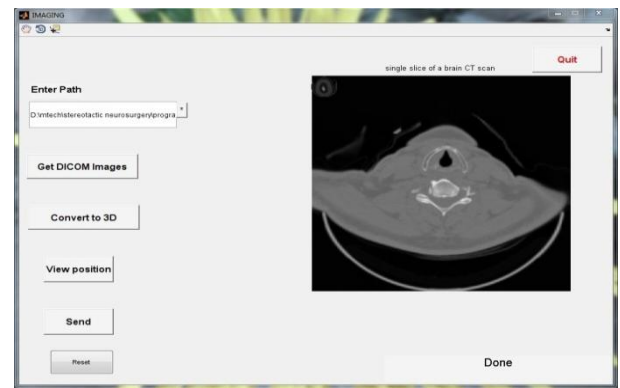 IMAGING
Quit
single slice of a brain CT scan
Enter Path
D:\mtech\stereotactic neurosurgery\progra
Get DICOM Images
Convert to 3D
View position
Send
Reset
Done